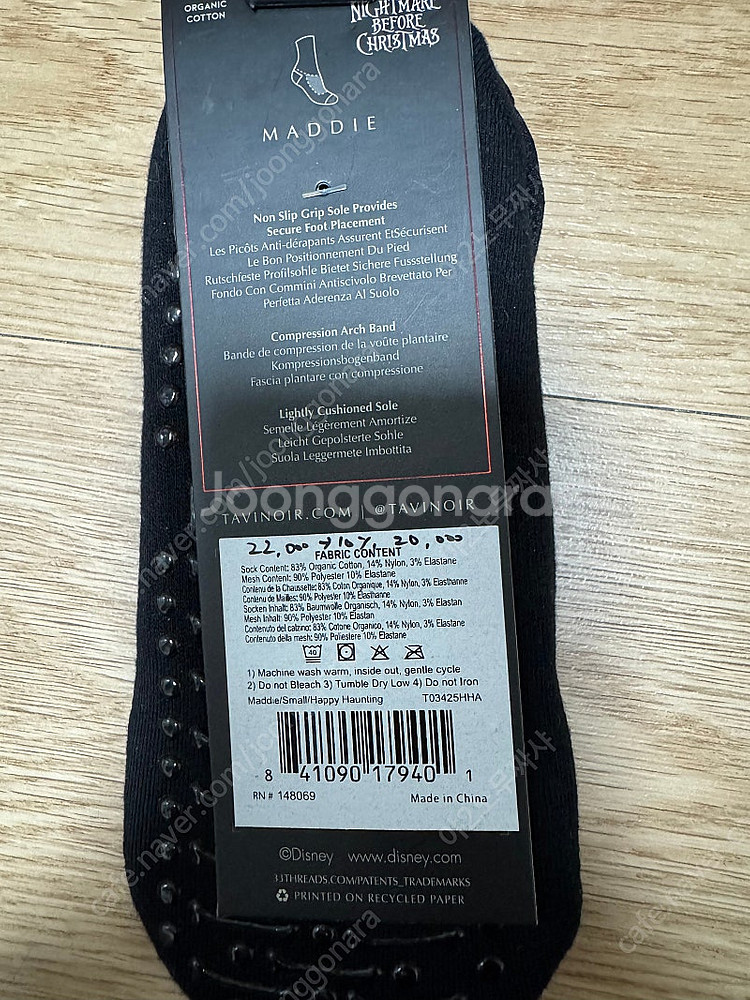 ORGANIC
COTTON
NIGHTMARE
BEFORE
CHRISTMAS
MADDIE
Non Slip Grip Sole Provides
Secure Foot Placement
Les Picôts Anti-dérapants Assurent EtSécurisent
Le Bon Positionnement Du Pied
Rutschfeste Profilsohle Bietet Sichere Fussstellung
Fondo Con Commini Antiscivolo Brevettato Per
Perfetta Aderenza Al Suolo
Compression Arch Band
Bande de compression de la voûte plantaire
Kompressionsbogenband
Fascia plantare con compressione
Lightly Cushioned Sole
Semelle Légèrement Amortize
Leicht Gepolsterte Sohle
Suola Leggermete Imbottita
Joonggonara
TAVINOIR.COM | @TAVINOIR
22,000 10%, 20,000
FABRIC CONTENT
Sock Content: 83% Organic Cotton, 14% Nylon, 3% Elastane
Mesh Content: 90% Polyester 10% Elastane
Contenu de la Chaussette: 83% Coton Organique, 14% Nylon, 3% Elasthanne
Contenu de Mailles: 90% Polyester 10% Elasthanne
Socken Inhalt: 83% Baumwolle Organisch, 14% Nylon, 3% Elastan
Mesh Inhalt: 90% Polyester 10% Elastan
Contenuto del calzino: 83% Cotone Organico, 14% Nylon, 3% Elastane
Contenuto della mesh: 90% Poliestere 10% Elastane
40
1) Machine wash warm, inside out, gentle cycle
2) Do not Bleach 3) Tumble Dry Low 4) Do not Iron
Maddie/Small/Happy Haunting T03425HHA
8 41090 17940 1
RN # 148069 Made in China
©Disney www.disney.com
33THREADS.COM/PATENTS_TRADEMARKS
PRINTED ON RECYCLED PAPER